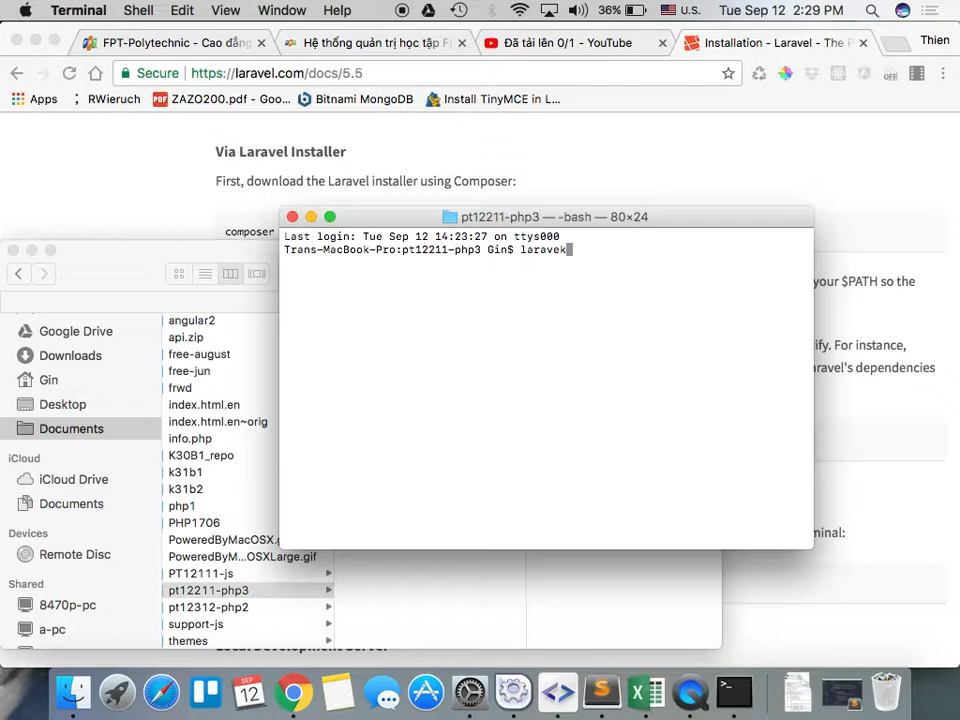 Terminal Shell Edit View Window Help 36% U.S. Tue Sep 12 2:29 PM
FPT-Polytechnic - Cao đẳng
Hệ thống quản trị học tập F
Đã tải lên 0/1 - YouTube
Installation - Laravel - The P
Thien
Secure https://laravel.com/docs/5.5
OFF
Apps
RWieruch
PDF ZAZO200.pdf - Goo...
Bitnami MongoDB
Install TinyMCE in L...
Via Laravel Installer
First, download the Laravel installer using Composer:
composer
pt12211-php3 — -bash — 80×24
Last login: Tue Sep 12 14:23:27 on ttys000
Trans-MacBook-Pro:pt12211-php3 Gin$ laravek
your $PATH so the
ify. For instance,
aravel's dependencies
minal:
Google Drive
Downloads
Gin
Desktop
Documents
iCloud
iCloud Drive
Documents
Devices
Remote Disc
Shared
8470p-pc
a-pc
angular2
api.zip
free-august
free-jun
frwd
index.html.en
index.html.en~orig
info.php
K30B1_repo
k31b1
k31b2
php1
PHP1706
PoweredByMacOSX.g
PoweredByM...OSXLarge.gif
PT12111-js
pt12211-php3
pt12312-php2
support-js
themes
Local Development Server
SEP
12